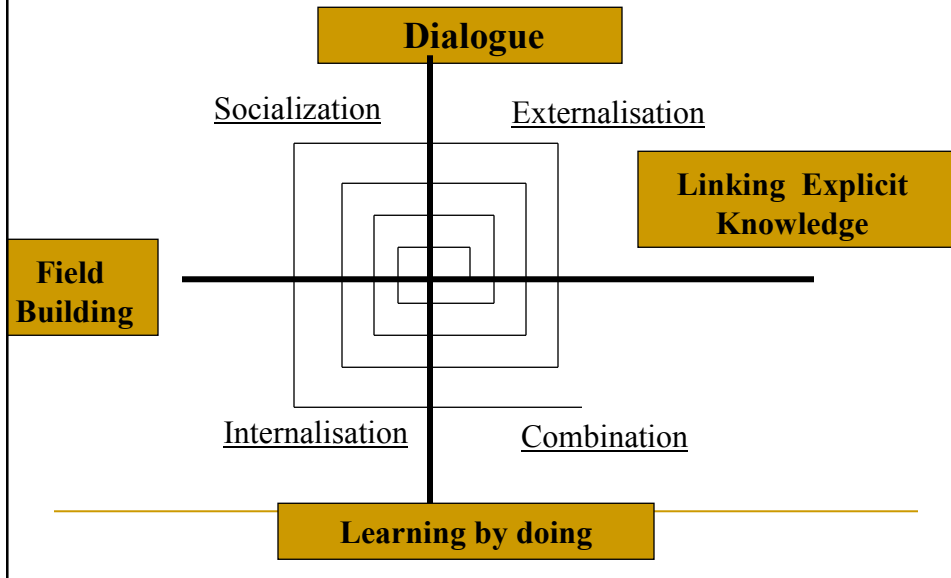 Dialogue
Socialization
Externalisation
Linking Explicit
Knowledge
Field
Building
Internalisation
Combination
Learning by doing